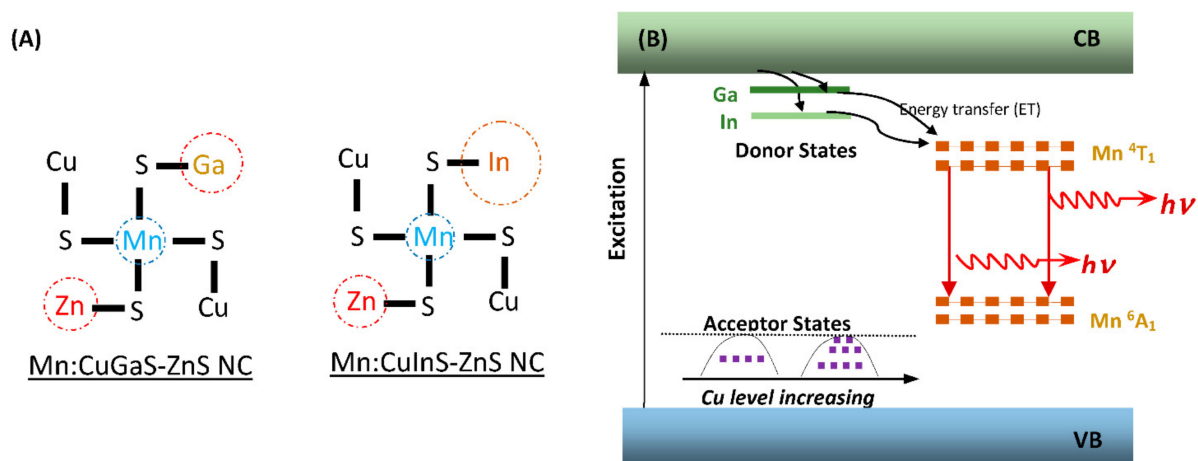 (A)
Cu
S
Ga
S
Mn
S
Zn
S
Cu
Mn:CuGaS-ZnS NC
Cu
S
In
S
Mn
S
Zn
S
Cu
Mn:CuInS-ZnS NC
(B)
CB
Ga
In
Energy transfer (ET)
Donor States
Mn ⁴T₁
Excitation
hν
hν
Mn ⁶A₁
Acceptor States
Cu level increasing
VB